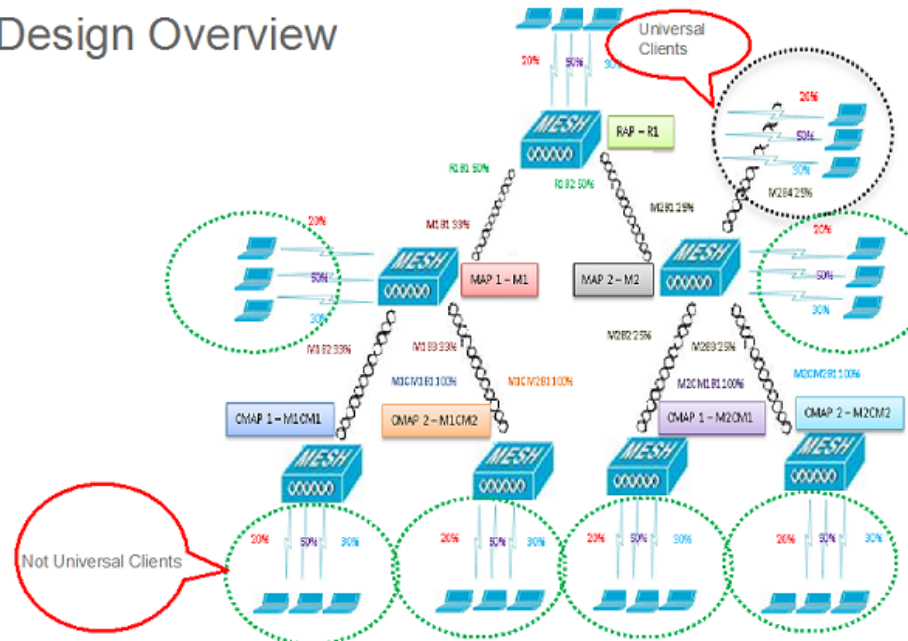 Design Overview
Universal
Clients
20%
50%
30%
20%
50%
30%
MESH
RAP – R1
R1B1 50%
R1B2 50%
M2B1 25%
M2B4 25%
20%
50%
30%
M1B1 33%
MESH
MAP 1 – M1
MAP 2 – M2
MESH
20%
50%
30%
M1B2 33%
M1B3 33%
M2B2 25%
M2B3 25%
M1CM1B1 100%
M1CM2B1 100%
M2CM1B1 100%
M2CM2B1 100%
CMAP 1 – M1CM1
CMAP 2 – M1CM2
CMAP 1 – M2CM1
CMAP 2 – M2CM2
MESH
MESH
MESH
MESH
Not Universal Clients
20%
50%
30%
20%
50%
30%
20%
50%
30%
20%
50%
30%